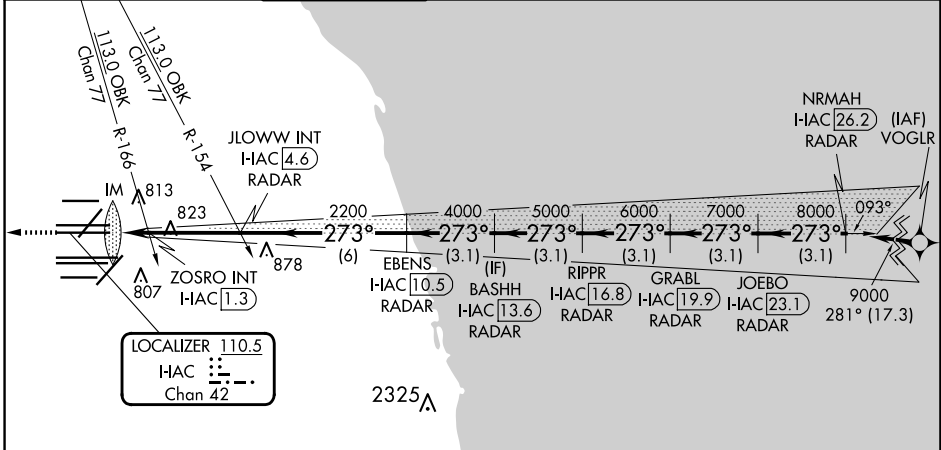 113.0 OBK
Chan 77
R-166
113.0 OBK
Chan 77
R-154
JLOWW INT
I-IAC 4.6
RADAR
NRMAH
I-IAC 26.2
RADAR
(IAF)
VOGLR
IM
813
823
878
807
ZOSRO INT
I-IAC 1.3
2200
273°
(6)
4000
273°
(3.1)
5000
273°
(3.1)
6000
273°
(3.1)
7000
273°
(3.1)
8000
273°
(3.1)
093°
9000
281° (17.3)
EBENS
I-IAC 10.5
RADAR
(IF)
BASHH
I-IAC 13.6
RADAR
RIPPR
I-IAC 16.8
RADAR
GRABL
I-IAC 19.9
RADAR
JOEBO
I-IAC 23.1
RADAR
LOCALIZER 110.5
I-IAC
Chan 42
2325